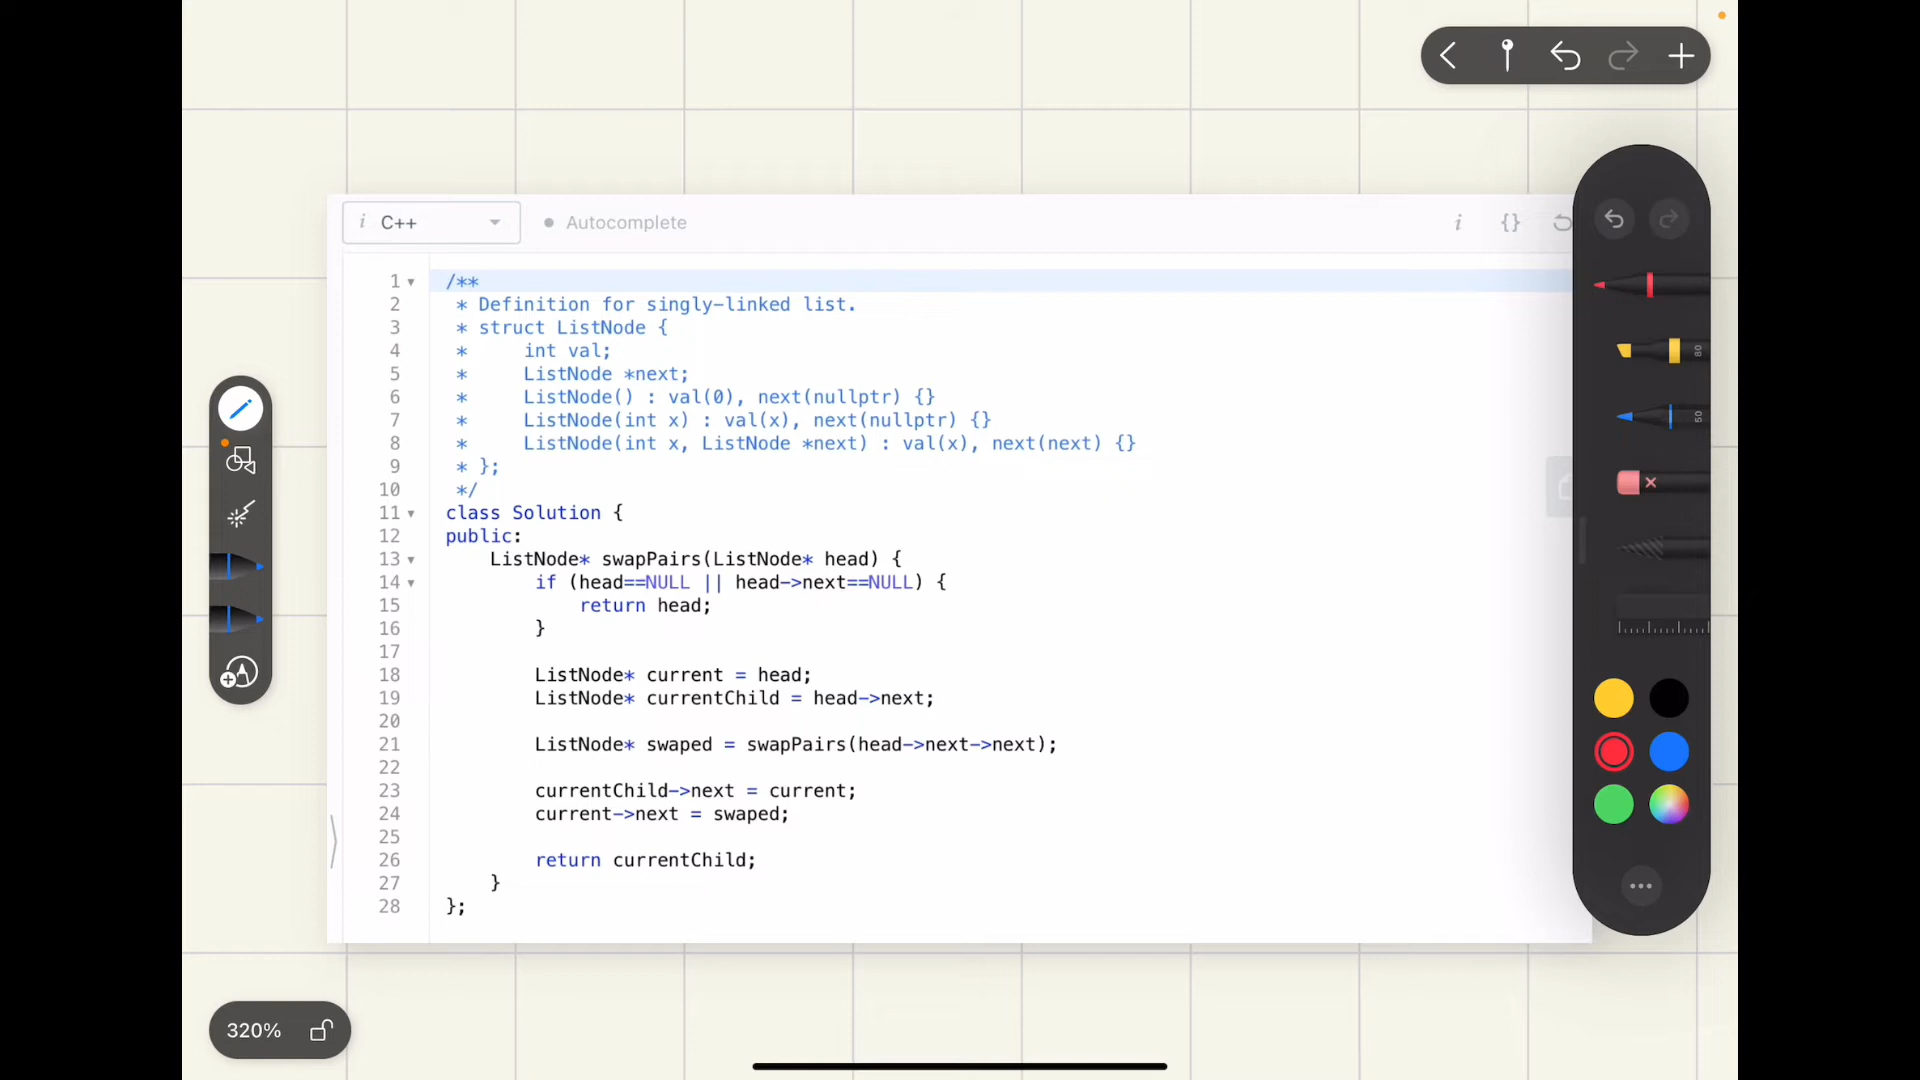 i C++
Autocomplete
i {}
1 /**
2 * Definition for singly-linked list.
3 * struct ListNode {
4 *     int val;
5 *     ListNode *next;
6 *     ListNode() : val(0), next(nullptr) {}
7 *     ListNode(int x) : val(x), next(nullptr) {}
8 *     ListNode(int x, ListNode *next) : val(x), next(next) {}
9 * };
10 */
11 class Solution {
12 public:
13     ListNode* swapPairs(ListNode* head) {
14         if (head==NULL || head->next==NULL) {
15             return head;
16         }
17
18         ListNode* current = head;
19         ListNode* currentChild = head->next;
20
21         ListNode* swaped = swapPairs(head->next->next);
22
23         currentChild->next = current;
24         current->next = swaped;
25
26         return currentChild;
27     }
28 };
80
50
320%